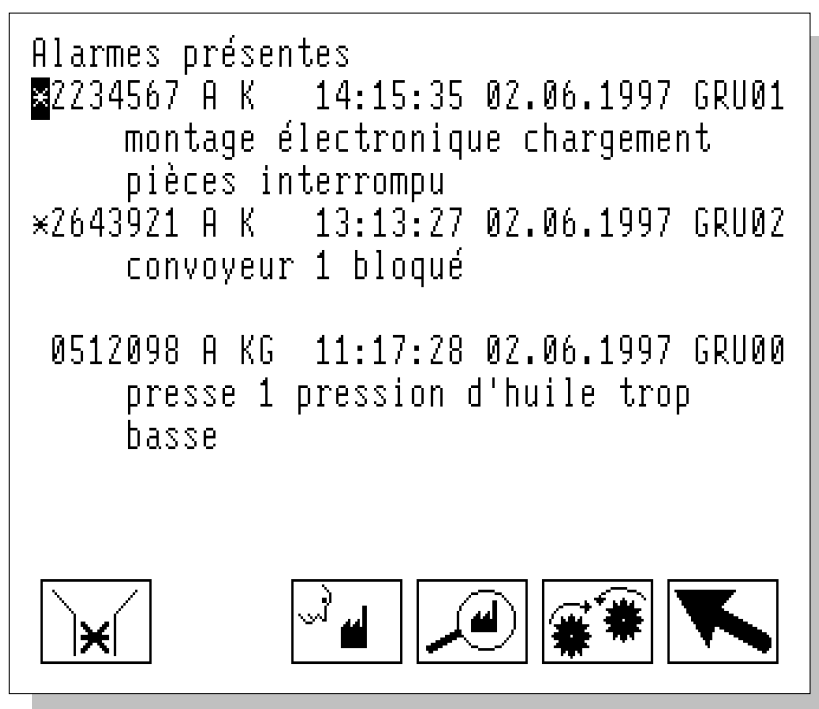 Alarmes présentes
*2234567 A K 14:15:35 02.06.1997 GRU01
montage électronique chargement
pièces interrompu
*2643921 A K 13:13:27 02.06.1997 GRU02
convoyeur 1 bloqué
0512098 A KG 11:17:28 02.06.1997 GRU00
presse 1 pression d'huile trop
basse